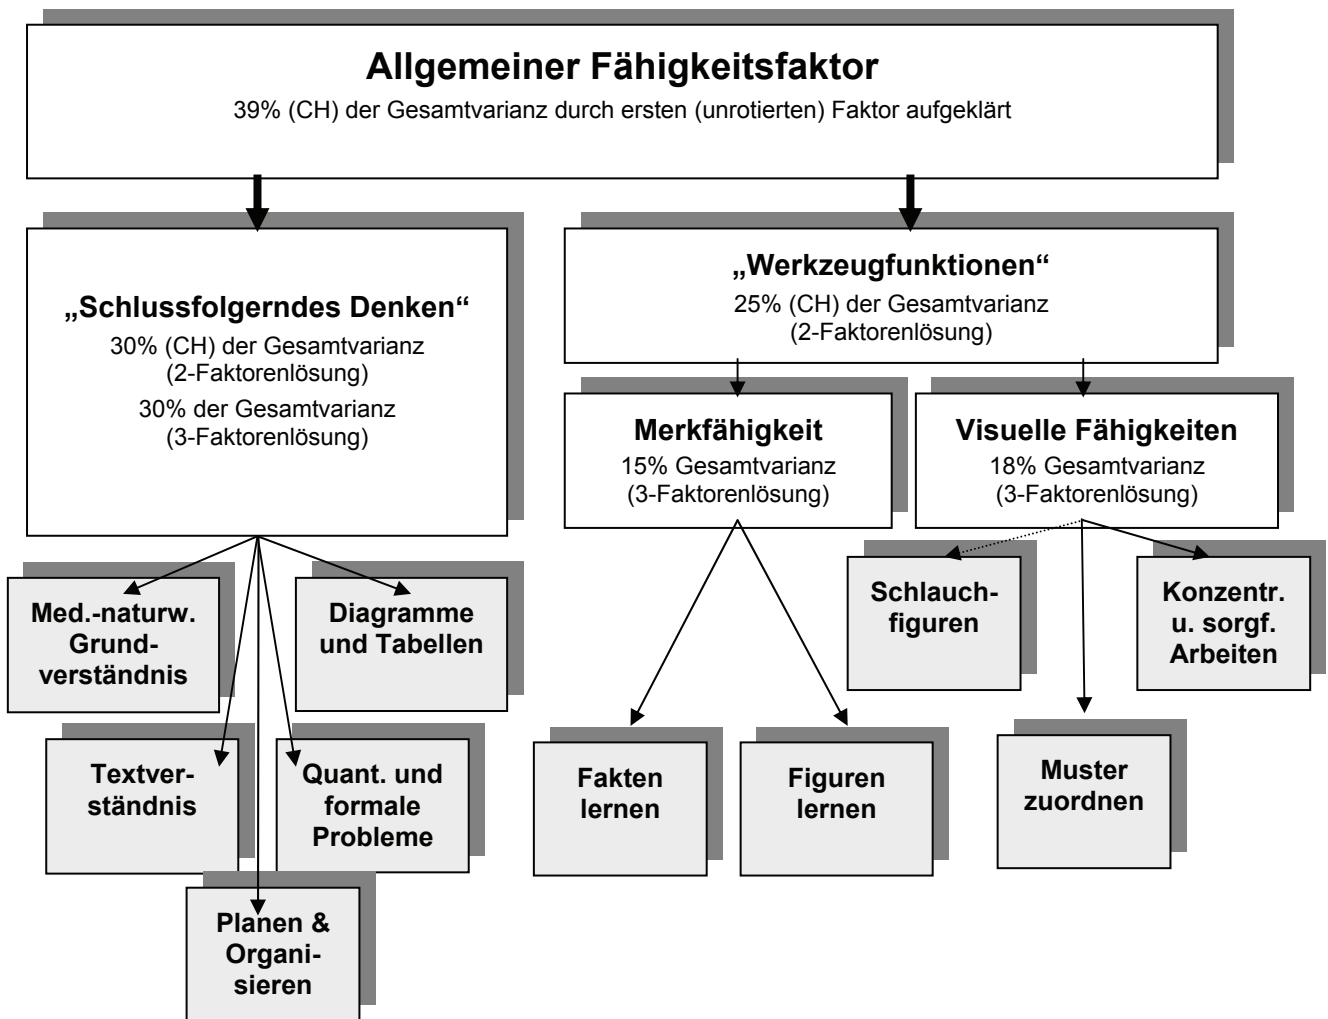 Allgemeiner Fähigkeitsfaktor
39% (CH) der Gesamtvarianz durch ersten (unrotierten) Faktor aufgeklärt
„Schlussfolgerndes Denken“
30% (CH) der Gesamtvarianz
(2-Faktorenlösung)
30% der Gesamtvarianz
(3-Faktorenlösung)
„Werkzeugfunktionen“
25% (CH) der Gesamtvarianz
(2-Faktorenlösung)
Merkfähigkeit
15% Gesamtvarianz
(3-Faktorenlösung)
Visuelle Fähigkeiten
18% Gesamtvarianz
(3-Faktorenlösung)
Med.-naturw.
Grund-
verständnis
Diagramme
und Tabellen
Schlauch-
figuren
Konzentr.
u. sorgf.
Arbeiten
Textver-
ständnis
Quant. und
formale
Probleme
Fakten
lernen
Figuren
lernen
Muster
zuordnen
Planen &
Organi-
sieren